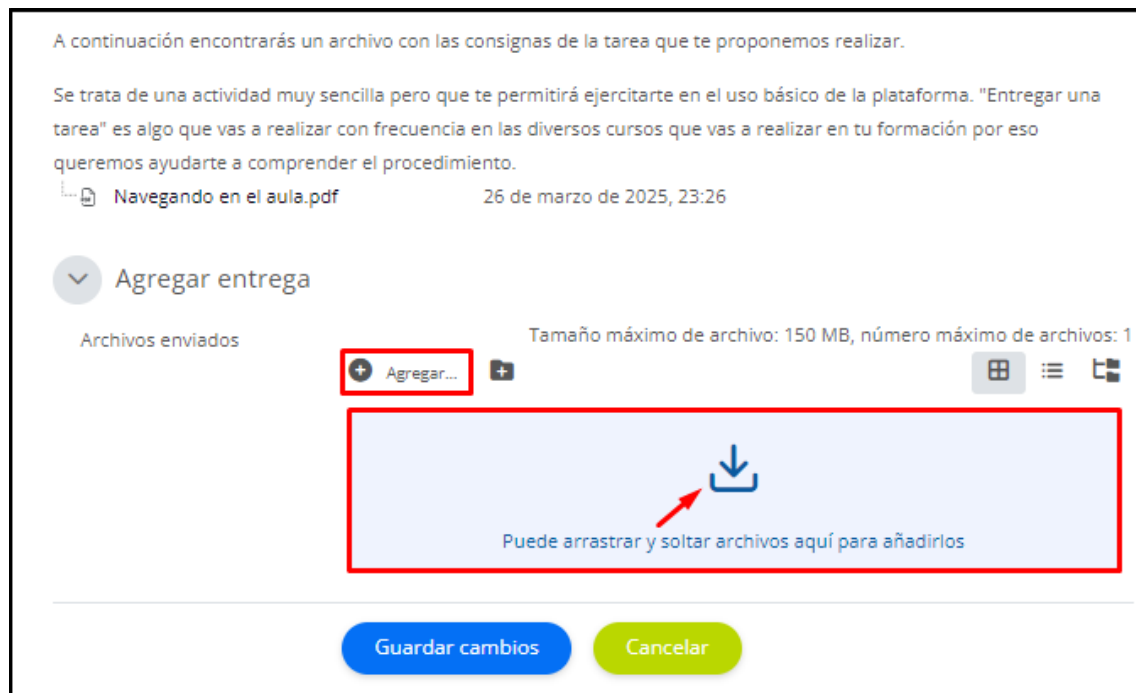 A continuación encontrarás un archivo con las consignas de la tarea que te proponemos realizar.
Se trata de una actividad muy sencilla pero que te permitirá ejercitarte en el uso básico de la plataforma. "Entregar una
tarea" es algo que vas a realizar con frecuencia en las diversos cursos que vas a realizar en tu formación por eso
queremos ayudarte a comprender el procedimiento.
Navegando en el aula.pdf 26 de marzo de 2025, 23:26
Agregar entrega
Archivos enviados Tamaño máximo de archivo: 150 MB, número máximo de archivos: 1
Agregar...
Puede arrastrar y soltar archivos aquí para añadirlos
Guardar cambios Cancelar